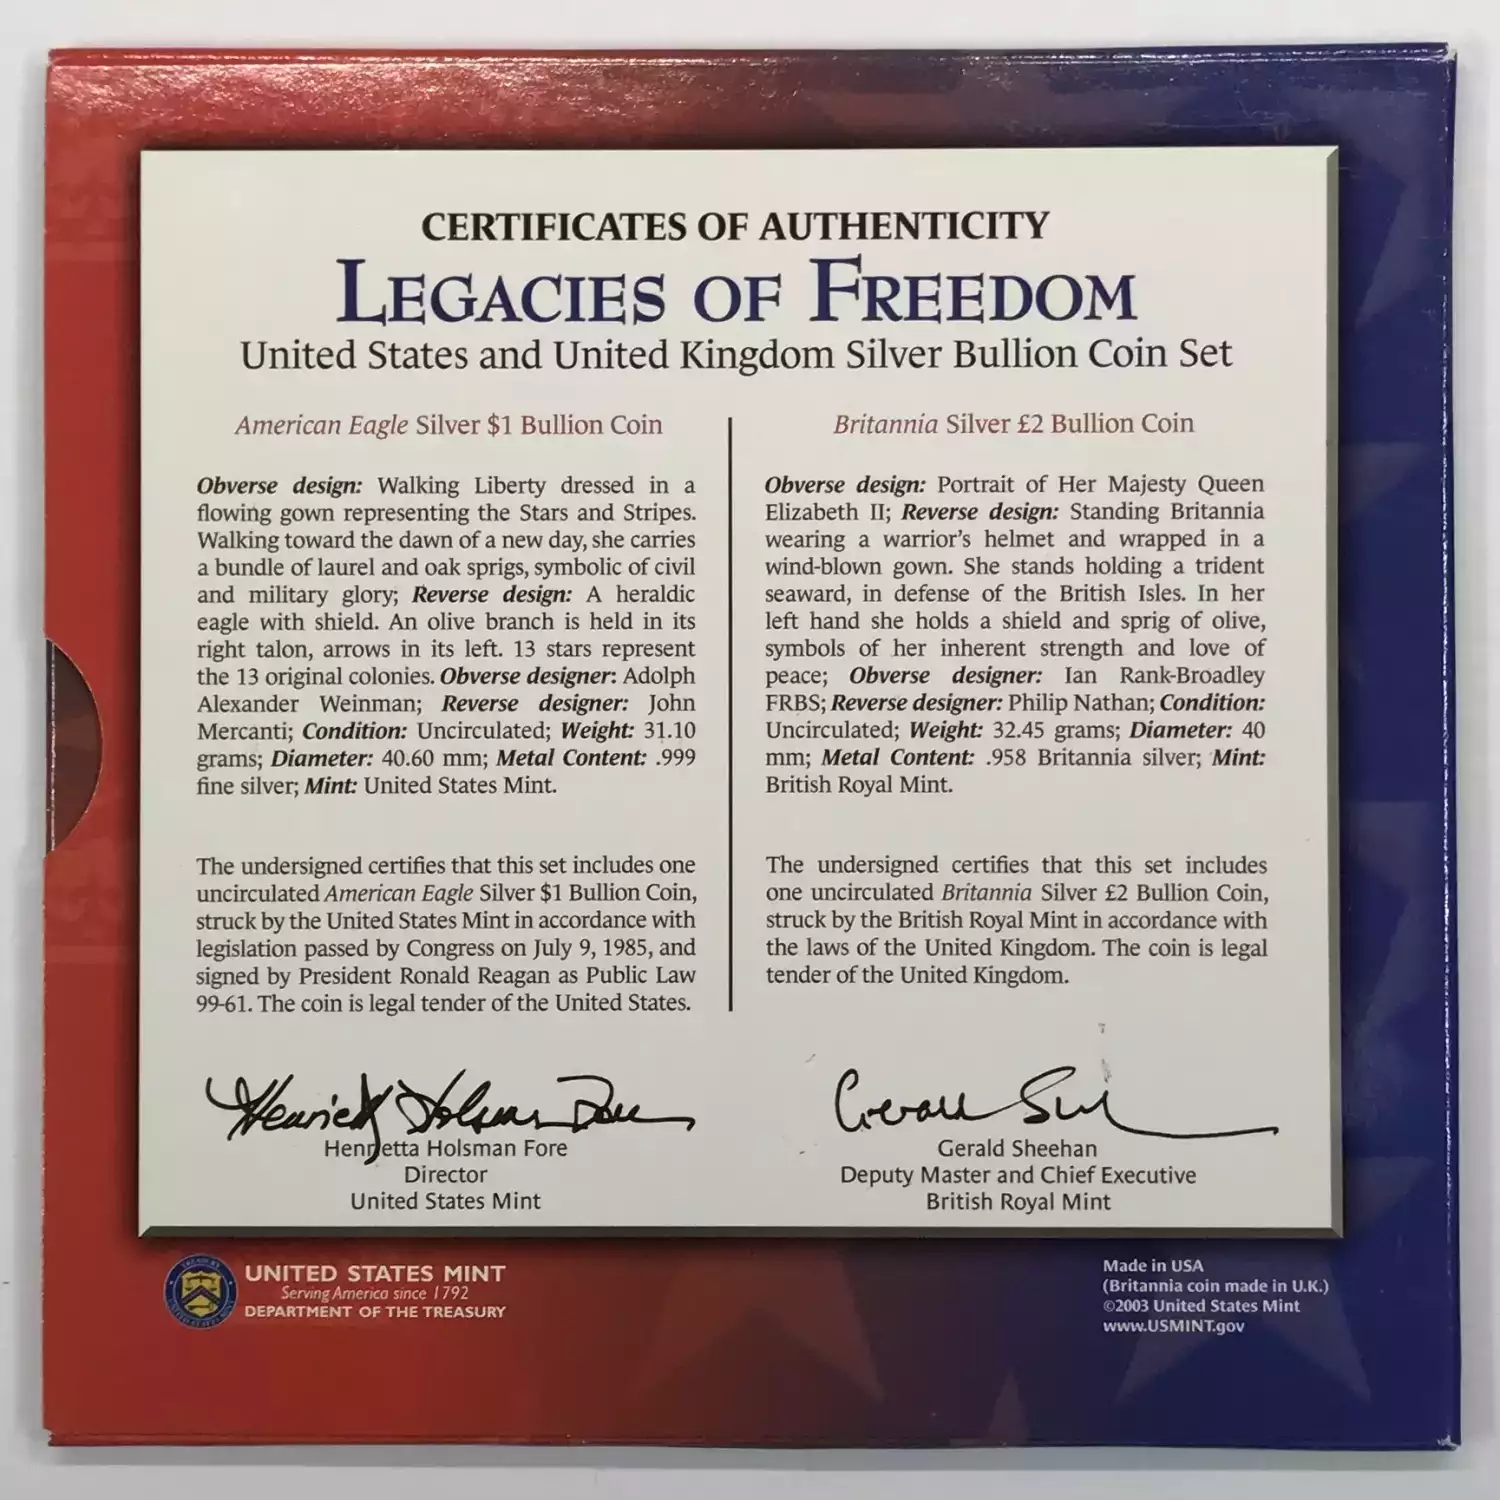 CERTIFICATES OF AUTHENTICITY
LEGACIES OF FREEDOM
United States and United Kingdom Silver Bullion Coin Set
American Eagle Silver $1 Bullion Coin
Obverse design: Walking Liberty dressed in a
flowing gown representing the Stars and Stripes.
Walking toward the dawn of a new day, she carries
a bundle of laurel and oak sprigs, symbolic of civil
and military glory; Reverse design: A heraldic
eagle with shield. An olive branch is held in its
right talon, arrows in its left. 13 stars represent
the 13 original colonies. Obverse designer: Adolph
Alexander Weinman; Reverse designer: John
Mercanti; Condition: Uncirculated; Weight: 31.10
grams; Diameter: 40.60 mm; Metal Content: .999
fine silver; Mint: United States Mint.
The undersigned certifies that this set includes one
uncirculated American Eagle Silver $1 Bullion Coin,
struck by the United States Mint in accordance with
legislation passed by Congress on July 9, 1985, and
signed by President Ronald Reagan as Public Law
99-61. The coin is legal tender of the United States.
Henrietta Holsman Fore
Henrietta Holsman Fore
Director
United States Mint
Britannia Silver £2 Bullion Coin
Obverse design: Portrait of Her Majesty Queen
Elizabeth II; Reverse design: Standing Britannia
wearing a warrior's helmet and wrapped in a
wind-blown gown. She stands holding a trident
seaward, in defense of the British Isles. In her
left hand she holds a shield and sprig of olive,
symbols of her inherent strength and love of
peace; Obverse designer: Ian Rank-Broadley
FRBS; Reverse designer: Philip Nathan; Condition:
Uncirculated; Weight: 32.45 grams; Diameter: 40
mm; Metal Content: .958 Britannia silver; Mint:
British Royal Mint.
The undersigned certifies that this set includes
one uncirculated Britannia Silver £2 Bullion Coin,
struck by the British Royal Mint in accordance with
the laws of the United Kingdom. The coin is legal
tender of the United Kingdom.
Gerald Sheehan
Deputy Master and Chief Executive
British Royal Mint
UNITED STATES MINT
Serving America since 1792
DEPARTMENT OF THE TREASURY
Made in USA
(Britannia coin made in U.K.)
©2003 United States Mint
www.USMINT.gov